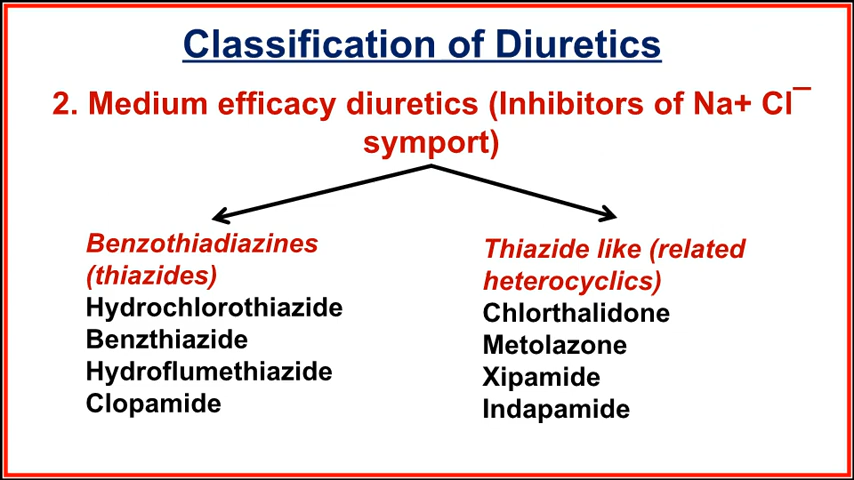 Classification of Diuretics
2. Medium efficacy diuretics (Inhibitors of Na+ Cl¯
symport)
Benzothiadiazines
(thiazides)
Hydrochlorothiazide
Benzthiazide
Hydroflumethiazide
Clopamide
Thiazide like (related
heterocyclics)
Chlorthalidone
Metolazone
Xipamide
Indapamide